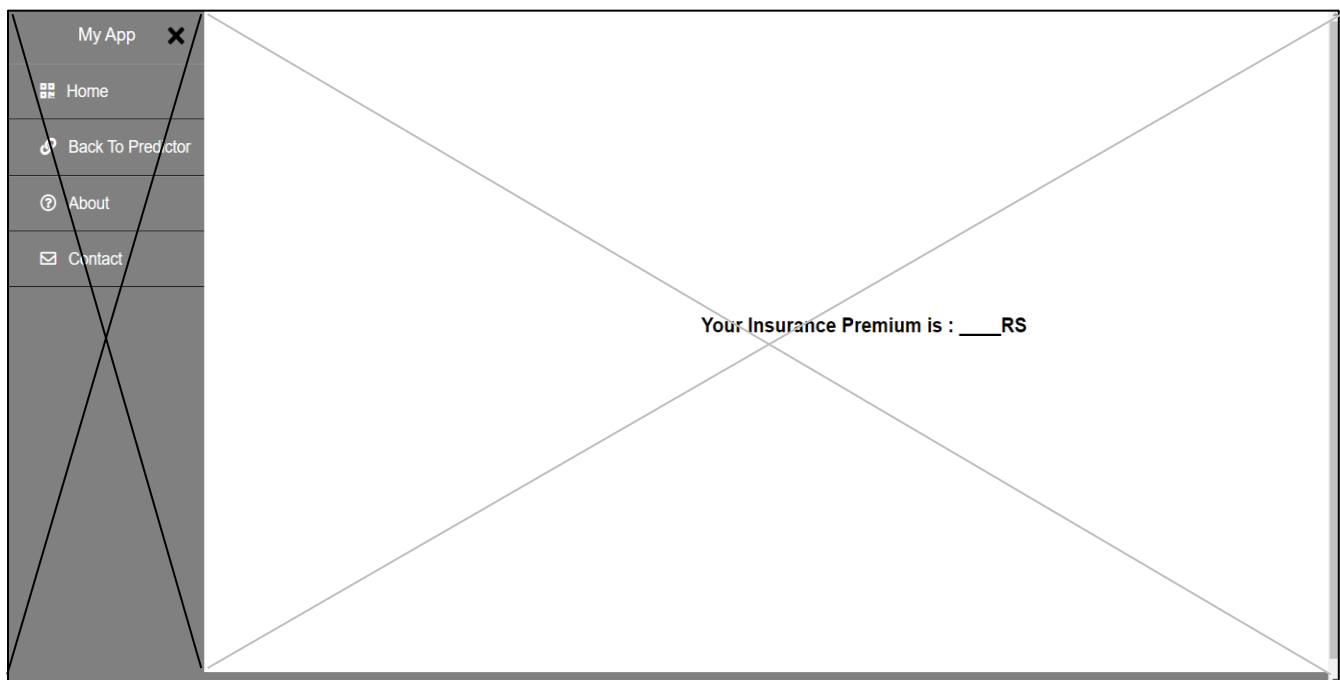 My App
Home
Back To Predictor
About
Contact
Your Insurance Premium is : ____RS